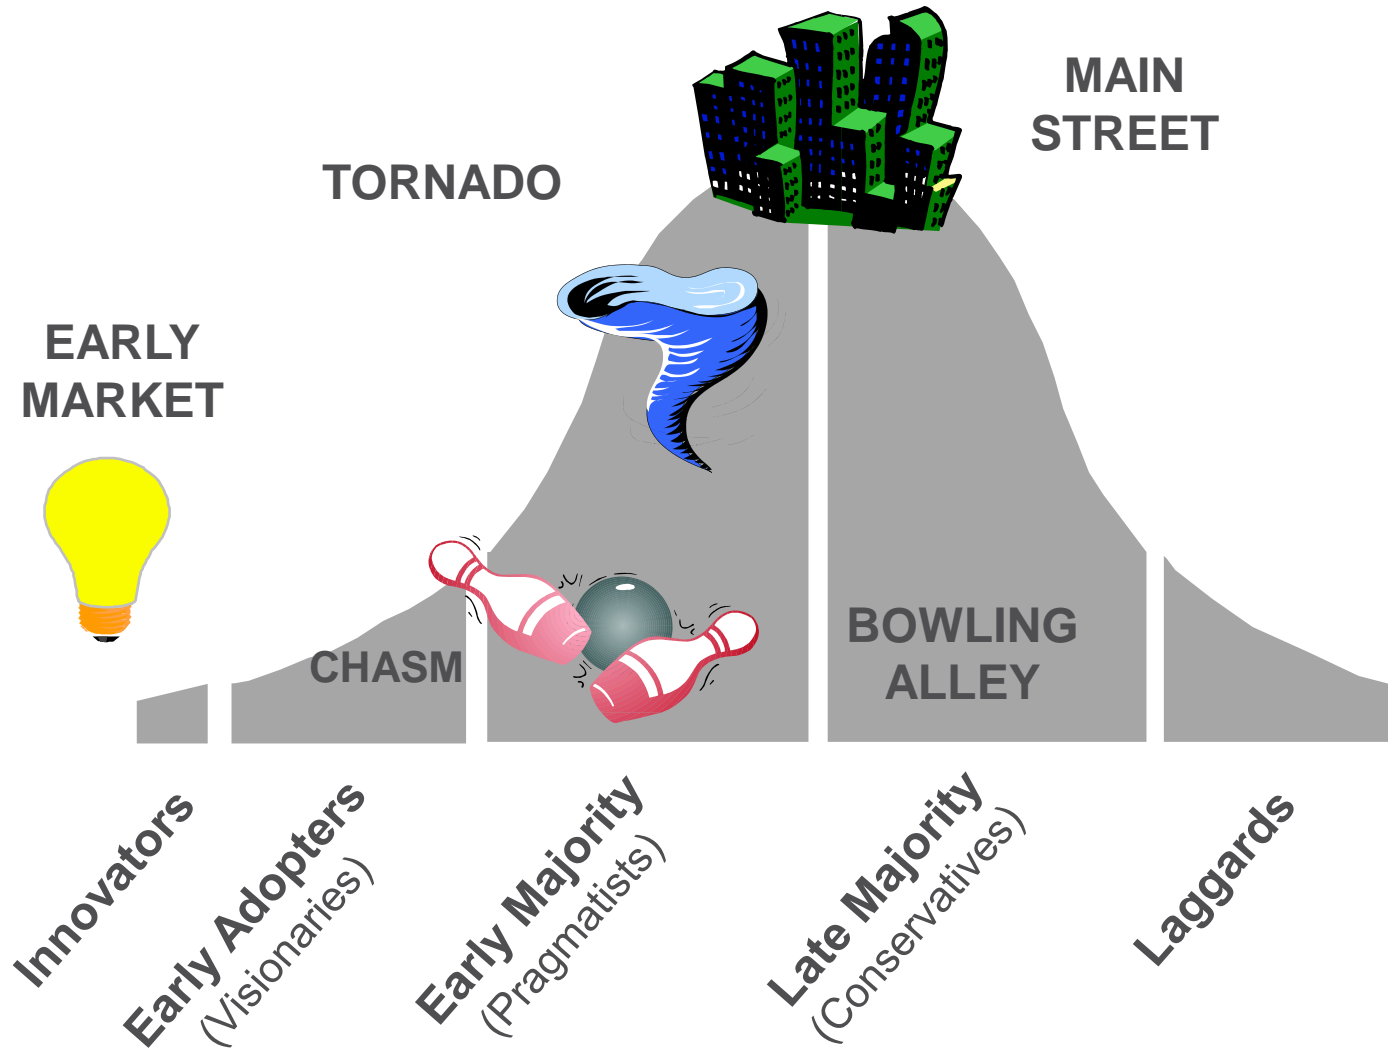 MAIN
STREET
TORNADO
EARLY
MARKET
CHASM
BOWLING
ALLEY
Innovators
Early Adopters
(Visionaries)
Early Majority
(Pragmatists)
Late Majority
(Conservatives)
Laggards